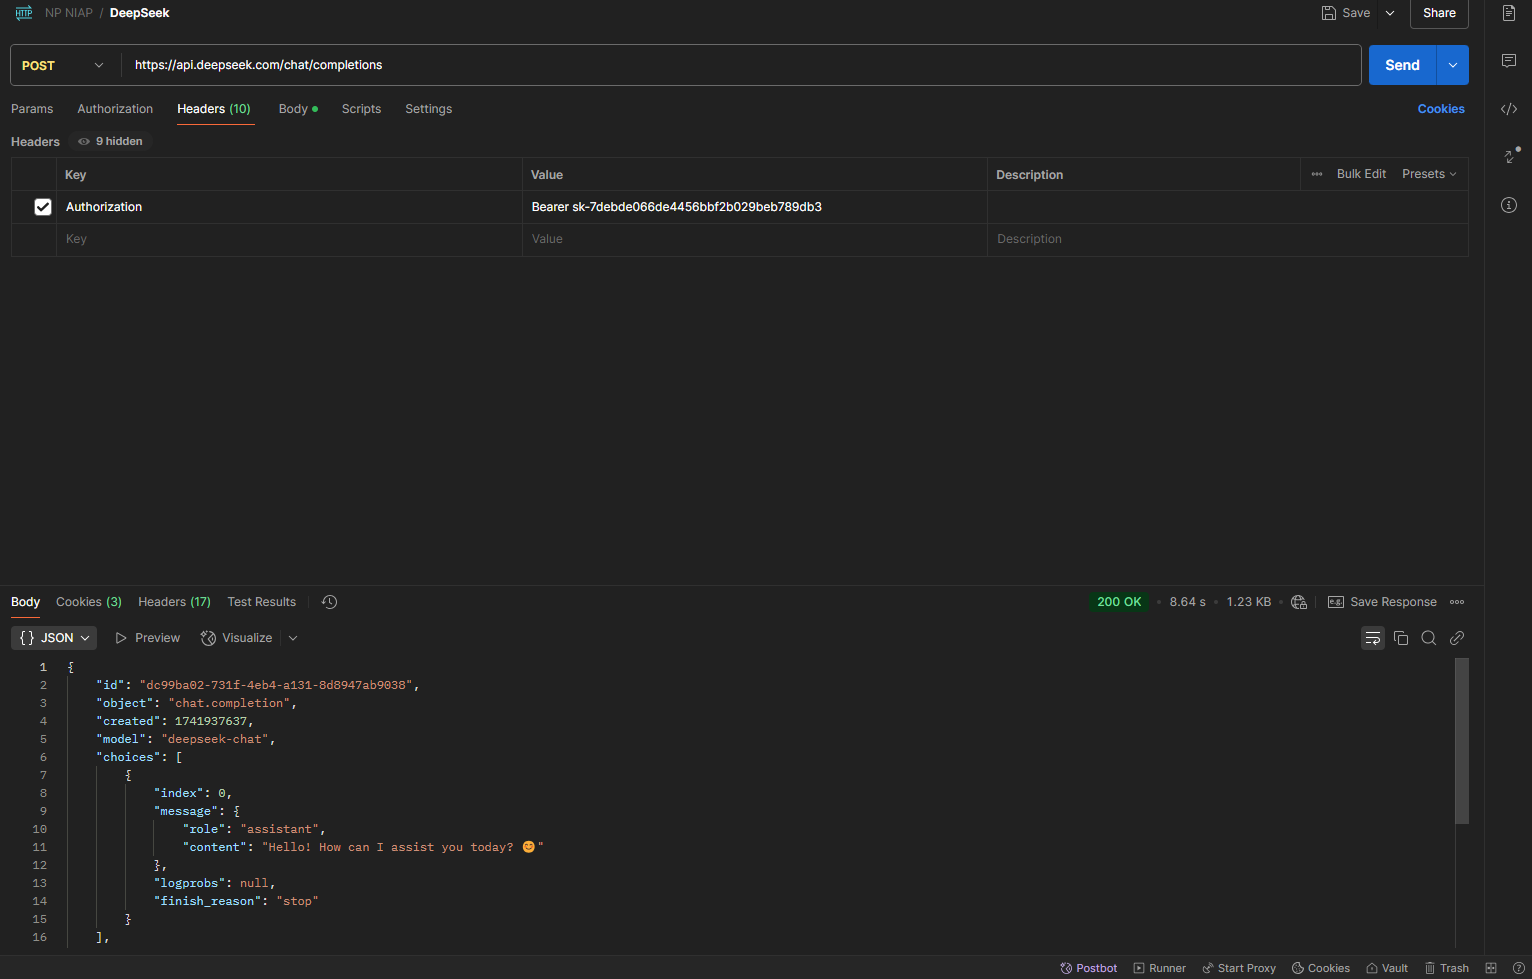 HTTP NP NIAP / DeepSeek Save Share
POST https://api.deepseek.com/chat/completions Send
Params Authorization Headers (10) Body Scripts Settings Cookies
Headers 9 hidden
Key Value Description Bulk Edit Presets
Authorization Bearer sk-7debde066de4456bbf2b029beb789db3
Key Value Description
Body Cookies (3) Headers (17) Test Results 200 OK 8.64 s 1.23 KB e.g. Save Response
{} JSON Preview Visualize
1 {
2 "id": "dc99ba02-731f-4eb4-a131-8d8947ab9038",
3 "object": "chat.completion",
4 "created": 1741937637,
5 "model": "deepseek-chat",
6 "choices": [
7 {
8 "index": 0,
9 "message": {
10 "role": "assistant",
11 "content": "Hello! How can I assist you today? 😊"
12 },
13 "logprobs": null,
14 "finish_reason": "stop"
15 }
16 ],
Postbot Runner Start Proxy Cookies Vault Trash